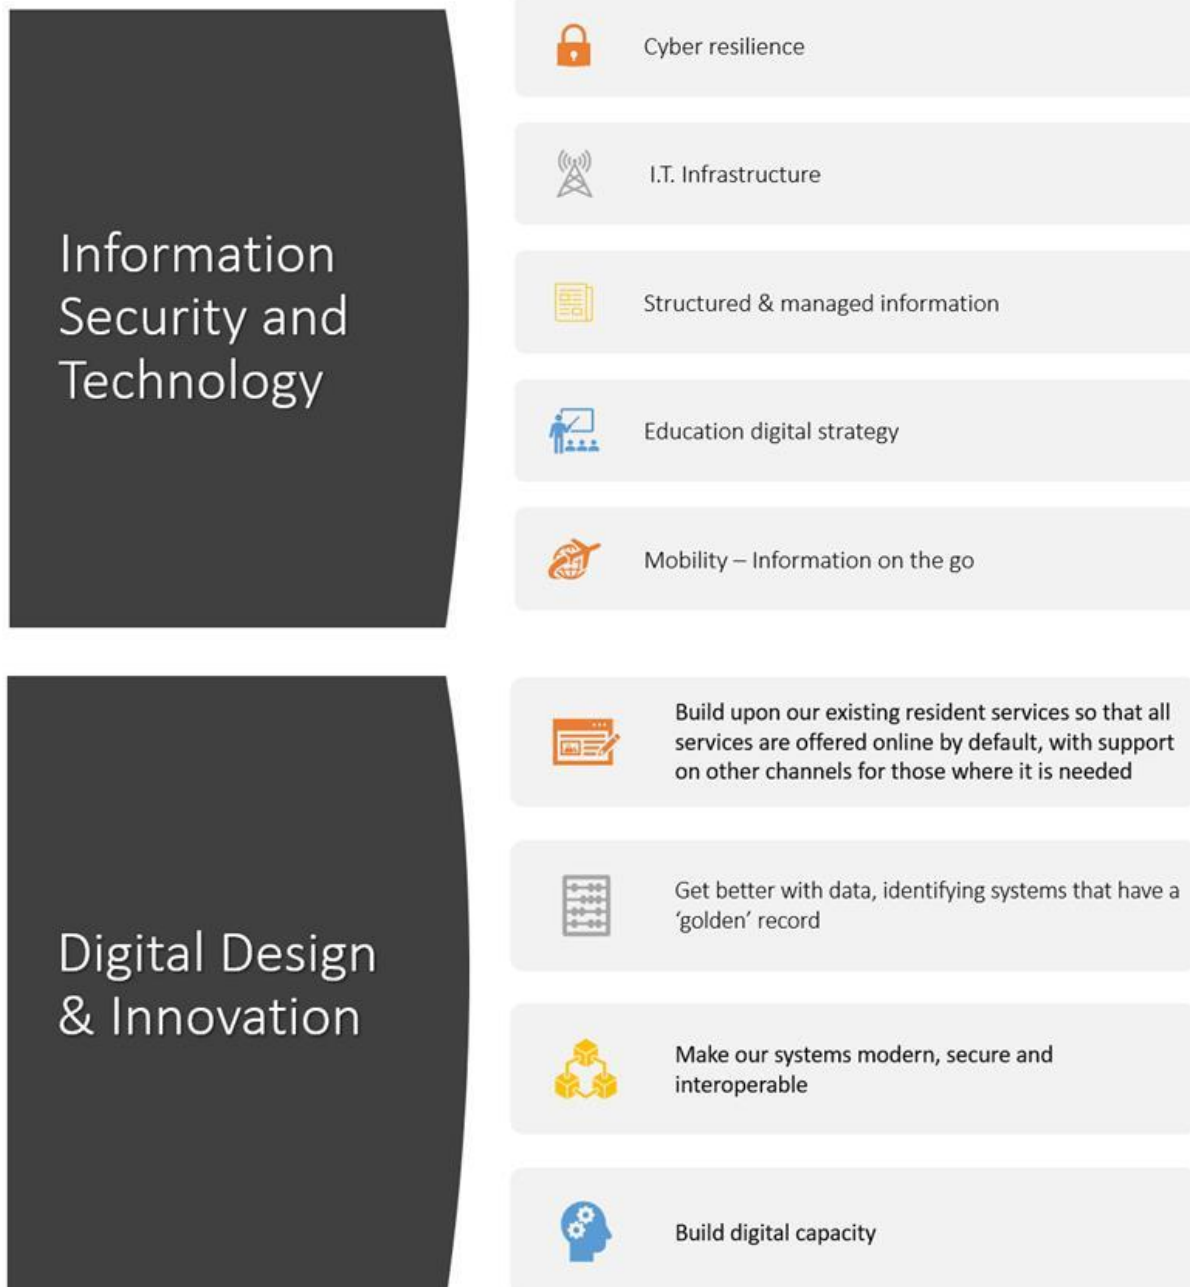 Information
Security and
Technology
Cyber resilience
I.T. Infrastructure
Structured & managed information
Education digital strategy
Mobility – Information on the go
Digital Design
& Innovation
Build upon our existing resident services so that all
services are offered online by default, with support
on other channels for those where it is needed
Get better with data, identifying systems that have a
‘golden’ record
Make our systems modern, secure and
interoperable
Build digital capacity